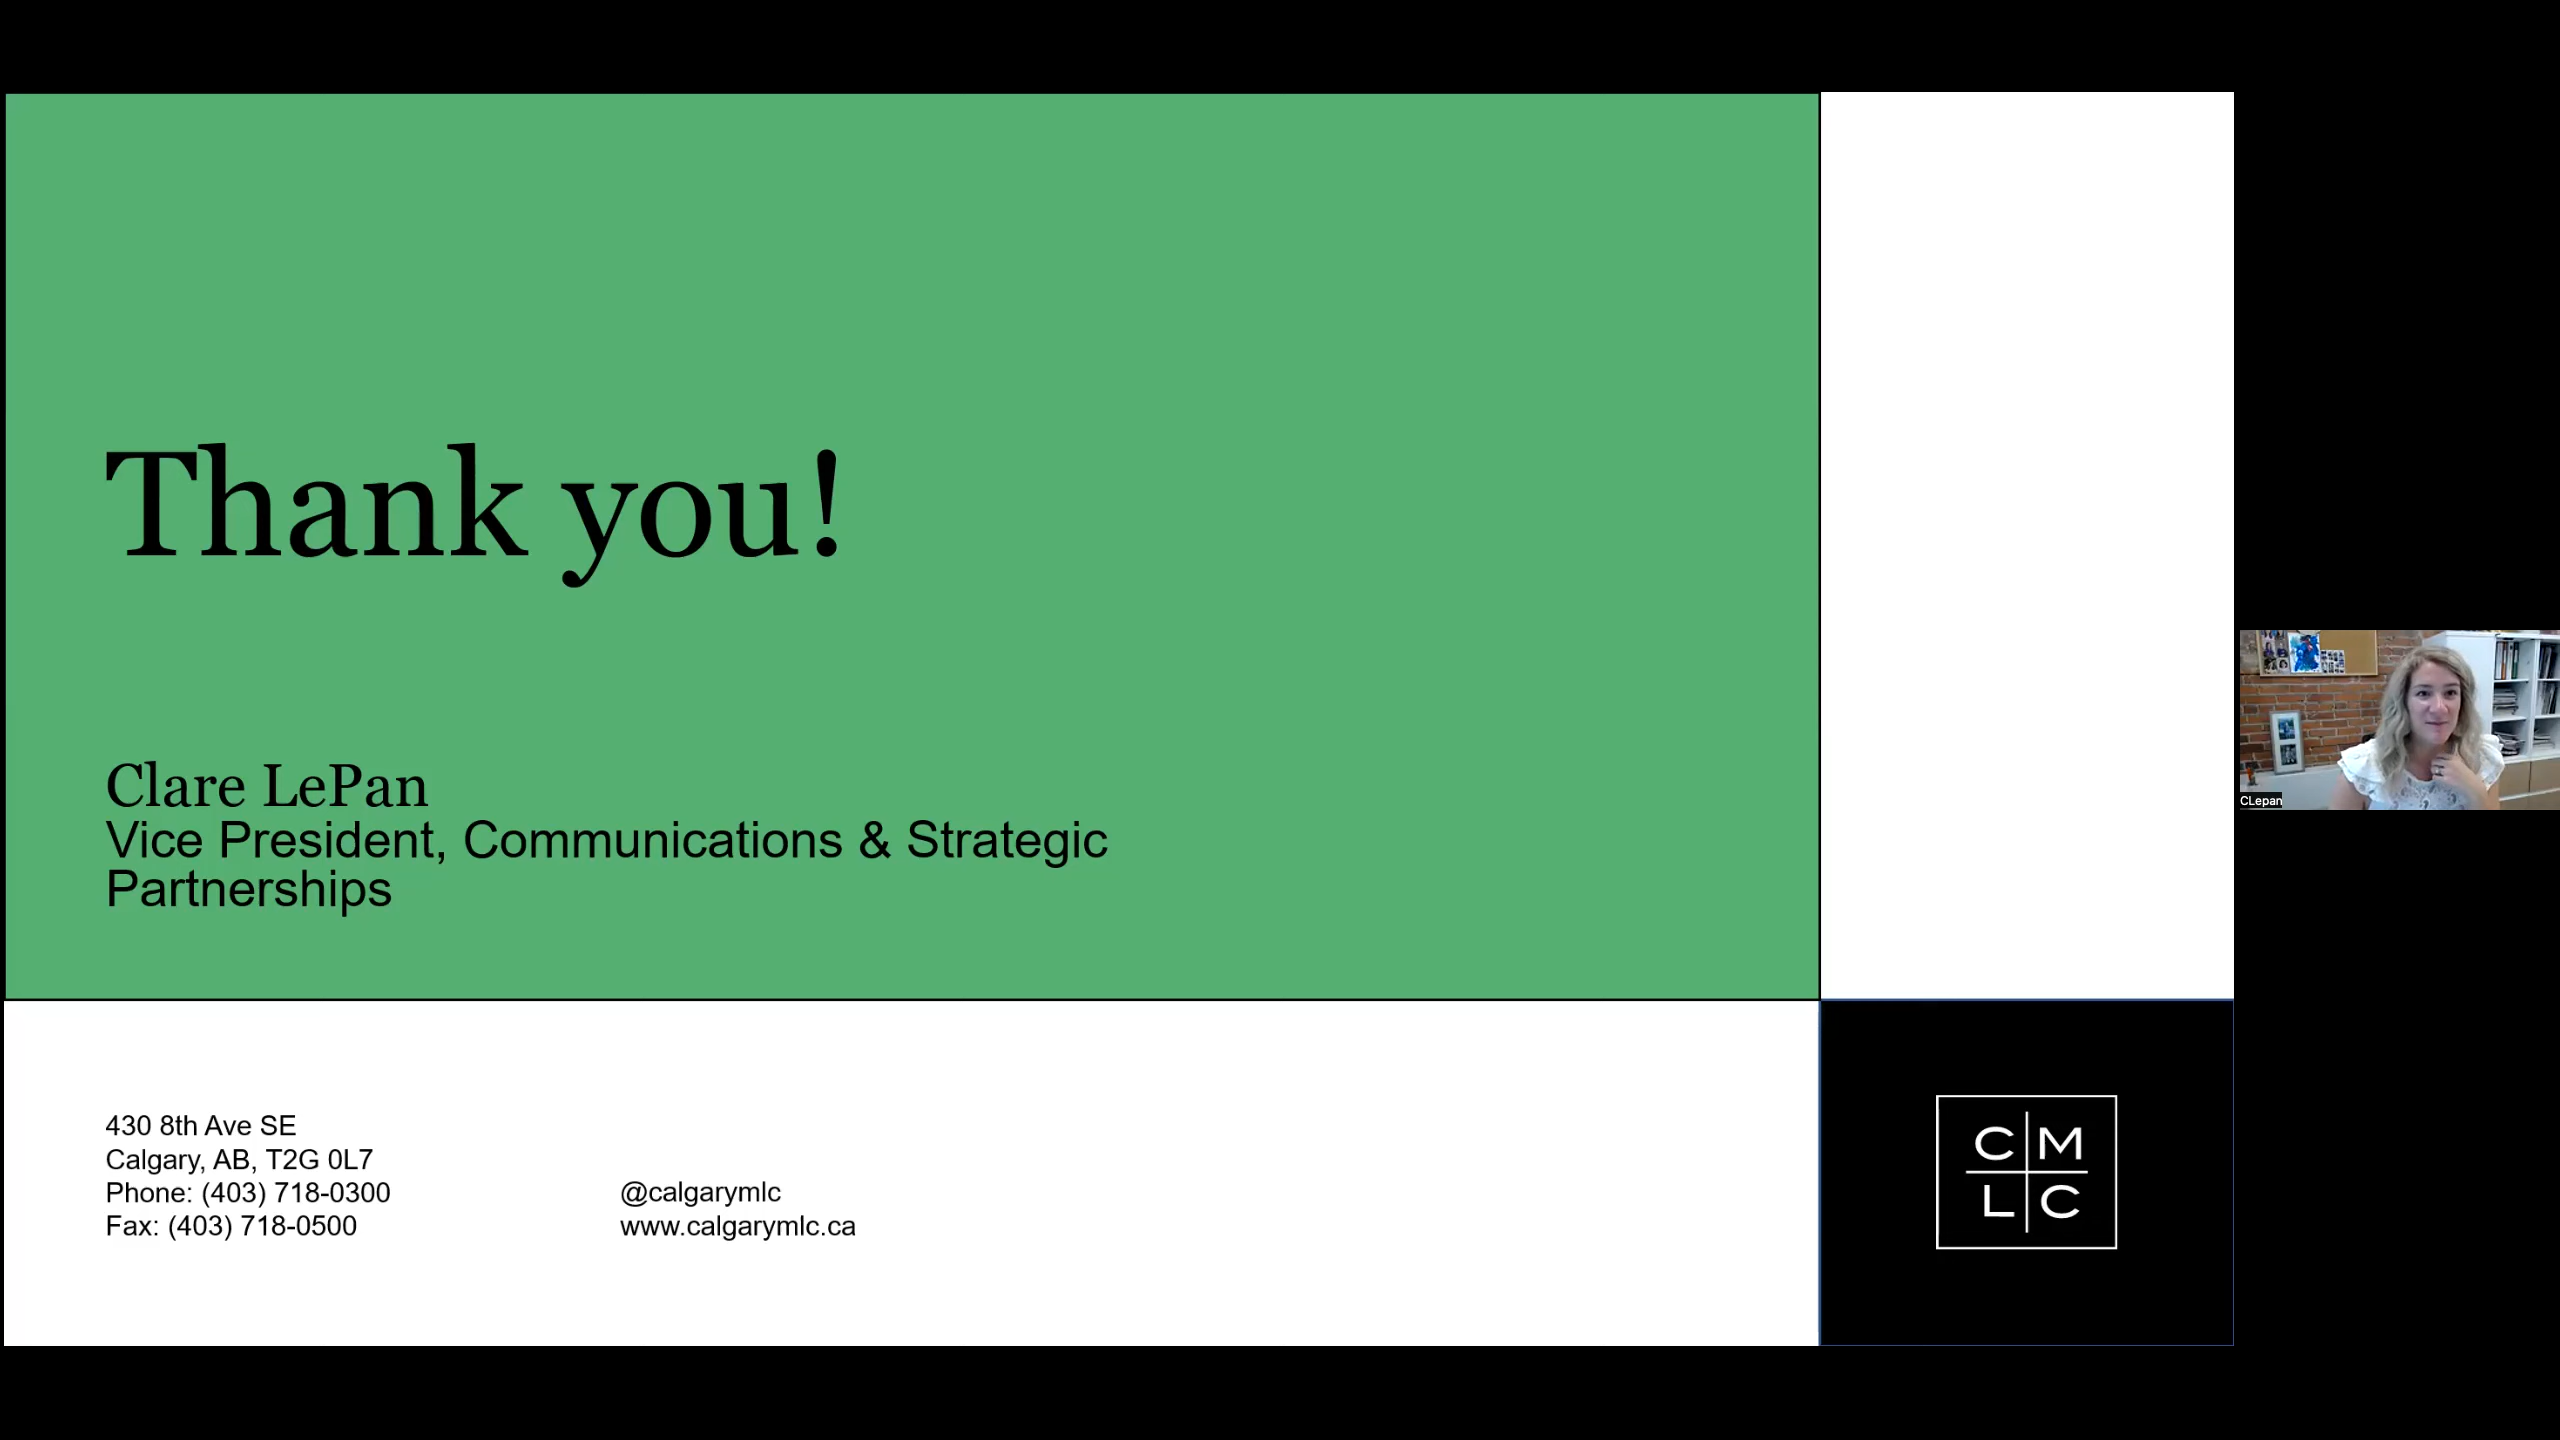 Thank you!
Clare LePan
Vice President, Communications & Strategic
Partnerships
430 8th Ave SE
Calgary, AB, T2G 0L7
Phone: (403) 718-0300
Fax: (403) 718-0500
@calgarymlc
www.calgarymlc.ca
C M
L C
CLepan